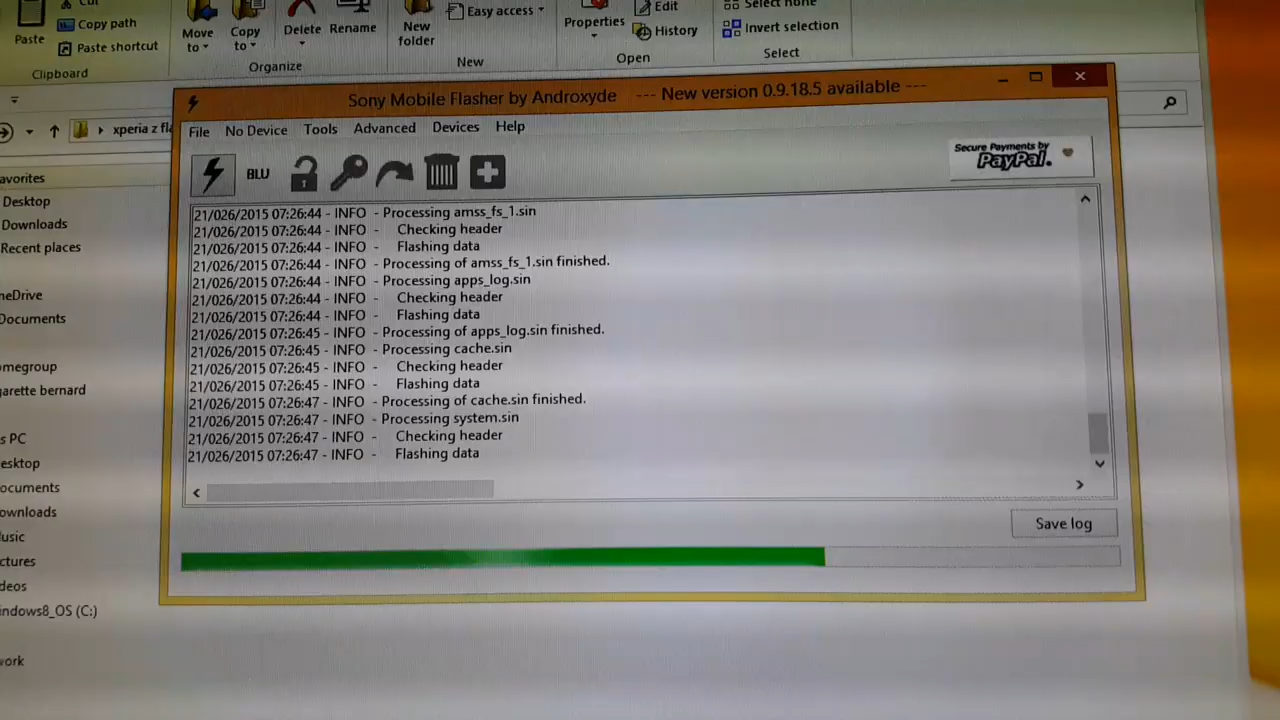 Cut
Select none
Edit
Easy access
Copy path
Paste
Paste shortcut
Move to
Copy to
Delete
Rename
New folder
Properties
History
Invert selection
Clipboard
Organize
New
Open
Select
Sony Mobile Flasher by Androxyde --- New version 0.9.18.5 available ---
xperia z fl
File No Device Tools Advanced Devices Help
BLU
Secure Payments by
PayPal.
21/026/2015 07:26:44 - INFO - Processing amss_fs_1.sin
21/026/2015 07:26:44 - INFO - Checking header
21/026/2015 07:26:44 - INFO - Flashing data
21/026/2015 07:26:44 - INFO - Processing of amss_fs_1.sin finished.
21/026/2015 07:26:44 - INFO - Processing apps_log.sin
21/026/2015 07:26:44 - INFO - Checking header
21/026/2015 07:26:44 - INFO - Flashing data
21/026/2015 07:26:45 - INFO - Processing of apps_log.sin finished.
21/026/2015 07:26:45 - INFO - Processing cache.sin
21/026/2015 07:26:45 - INFO - Checking header
21/026/2015 07:26:45 - INFO - Flashing data
21/026/2015 07:26:47 - INFO - Processing of cache.sin finished.
21/026/2015 07:26:47 - INFO - Processing system.sin
21/026/2015 07:26:47 - INFO - Checking header
21/026/2015 07:26:47 - INFO - Flashing data
Save log
avorites
Desktop
Downloads
Recent places
neDrive
Documents
omegroup
garette bernard
s PC
esktop
ocuments
ownloads
usic
ctures
deos
indows8_OS (C:)
work